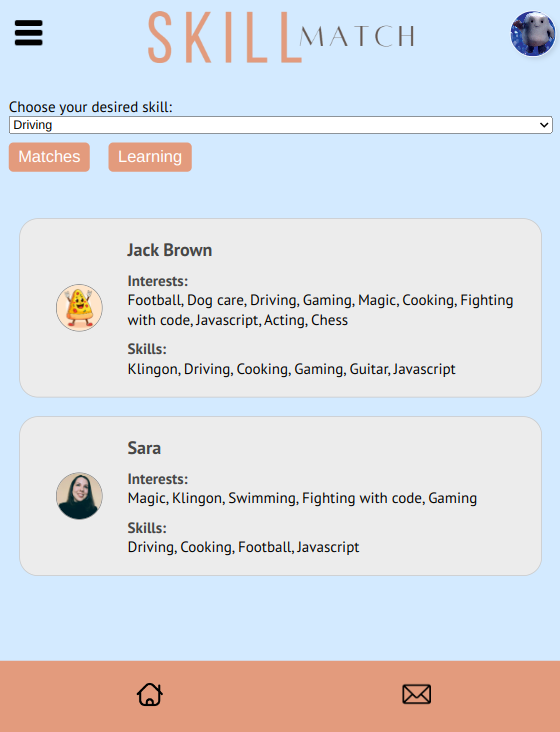 SKILL MATCH
Choose your desired skill:
Driving
Matches Learning
Jack Brown
Interests:
Football, Dog care, Driving, Gaming, Magic, Cooking, Fighting
with code, Javascript, Acting, Chess
Skills:
Klingon, Driving, Cooking, Gaming, Guitar, Javascript
Sara
Interests:
Magic, Klingon, Swimming, Fighting with code, Gaming
Skills:
Driving, Cooking, Football, Javascript